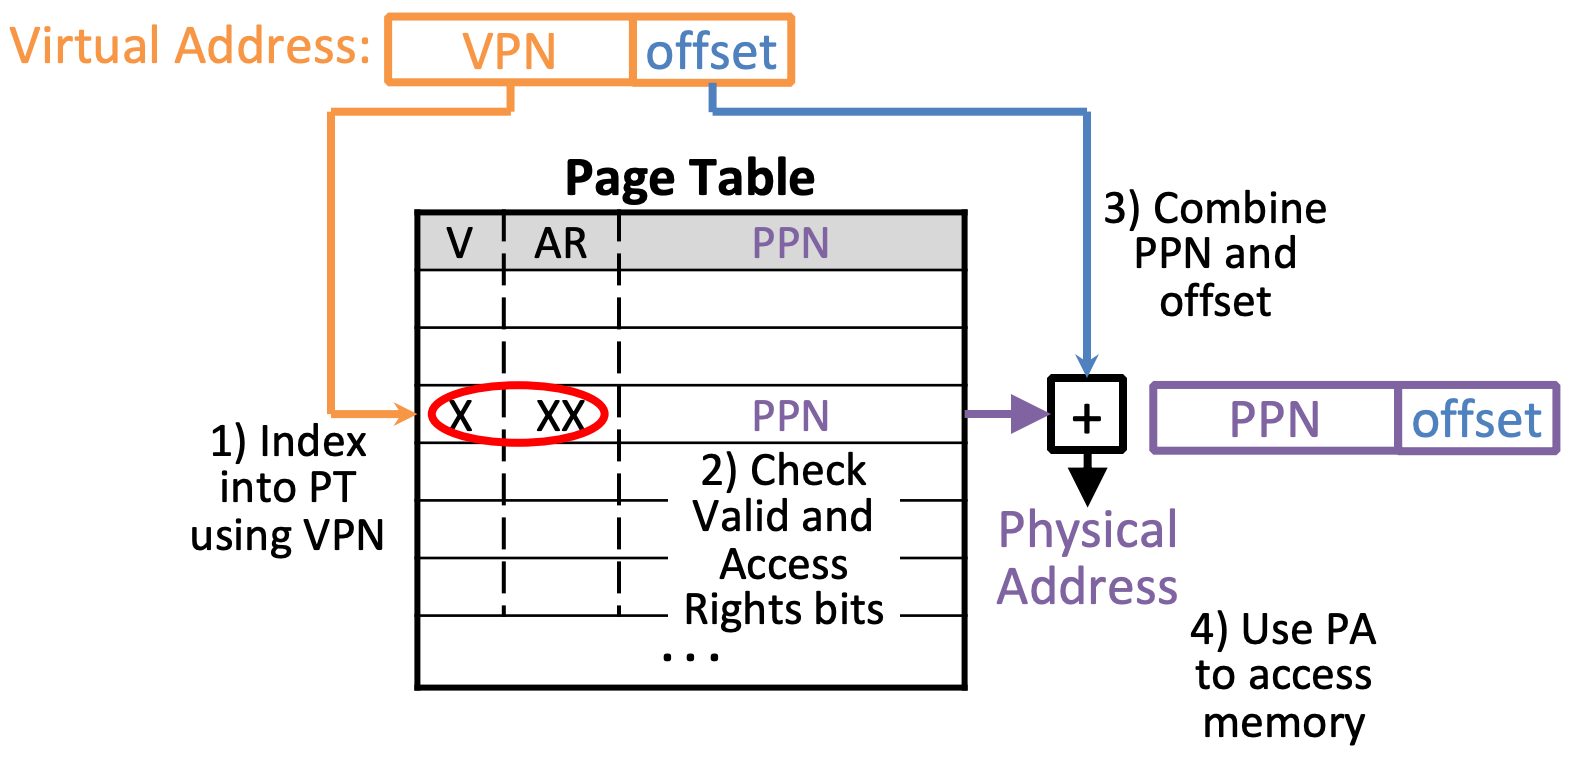 Virtual Address: VPN offset
Page Table
V AR PPN
X XX PPN
1) Index
into PT
using VPN
2) Check
Valid and
Access
Rights bits
...
3) Combine
PPN and
offset
+
PPN offset
Physical
Address
4) Use PA
to access
memory